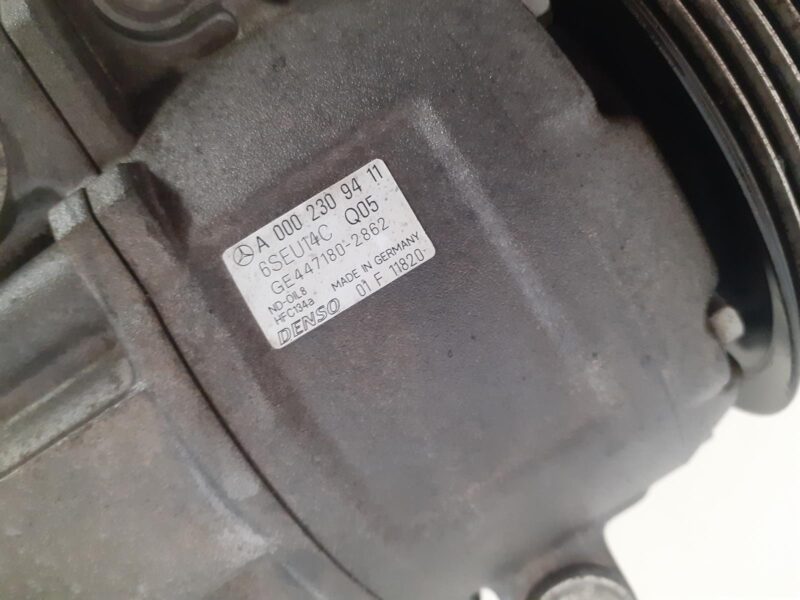 A 000 230 94 11
6SEU14C Q05
GE447180-2862
ND-OIL8
HFC134a MADE IN GERMANY
DENSO 01 F 11820